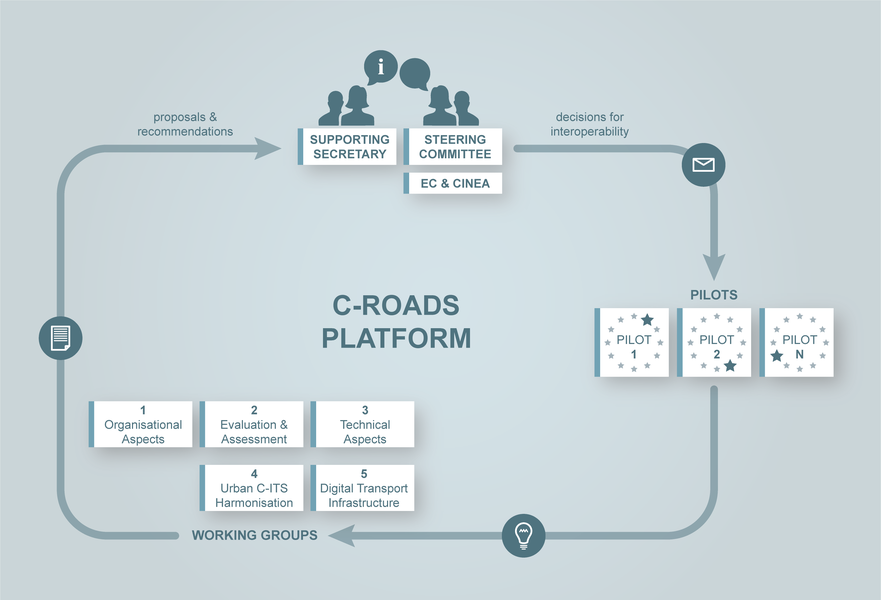 i
proposals &
recommendations
SUPPORTING
SECRETARY
STEERING
COMMITTEE
EC & CINEA
decisions for
interoperability
C-ROADS
PLATFORM
PILOTS
PILOT
1
PILOT
2
PILOT
N
1
Organisational
Aspects
2
Evaluation &
Assessment
3
Technical
Aspects
4
Urban C-ITS
Harmonisation
5
Digital Transport
Infrastructure
WORKING GROUPS